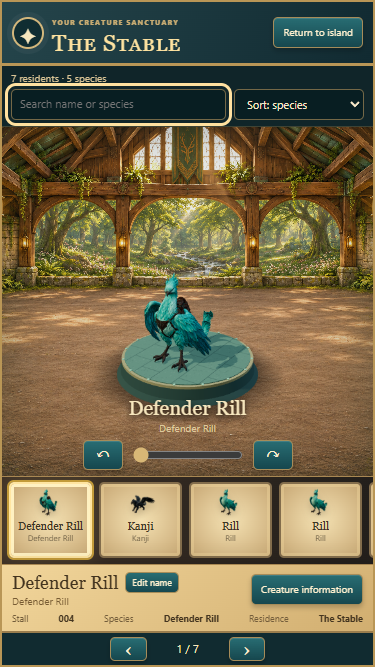 YOUR CREATURE SANCTUARY
The Stable
Return to island
7 residents · 5 species
Search name or species
Sort: species
Defender Rill
Defender Rill
Defender Rill
Defender Rill
Kanji
Kanji
Rill
Rill
Rill
Rill
Defender Rill
Edit name
Defender Rill
Creature information
Stall 004 Species Defender Rill Residence The Stable
‹ 1 / 7 ›